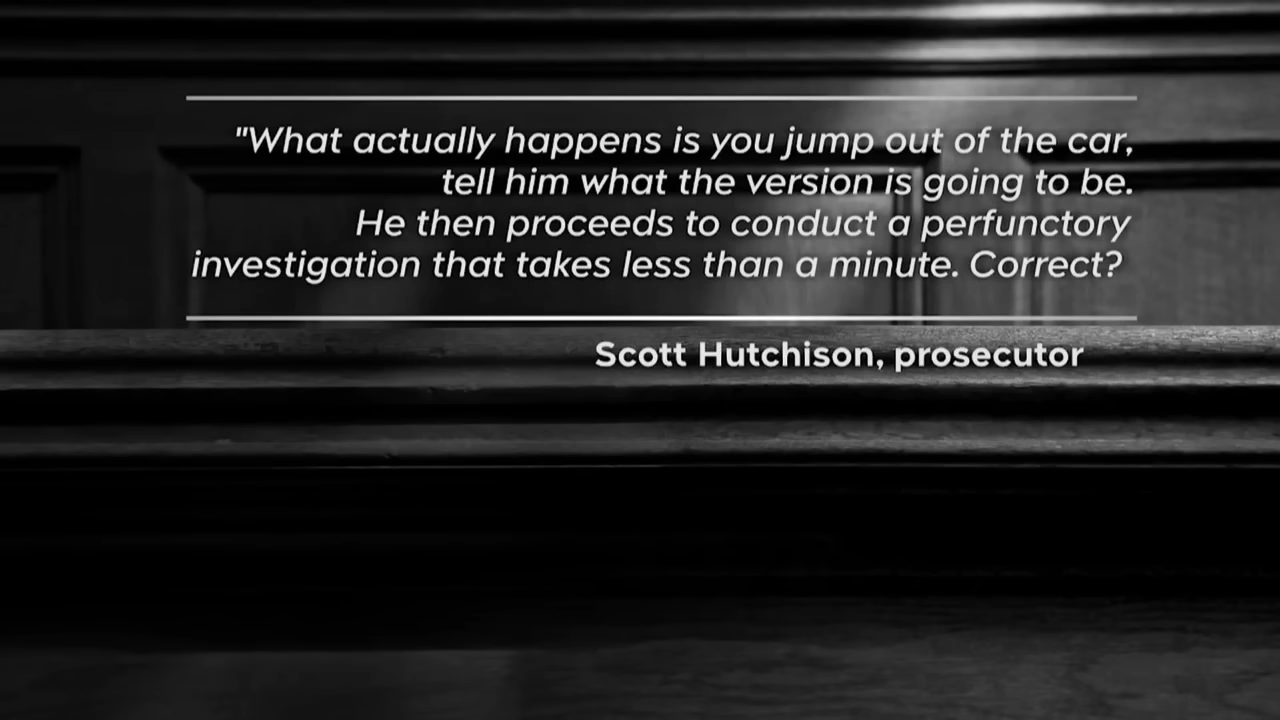 "What actually happens is you jump out of the car,
tell him what the version is going to be.
He then proceeds to conduct a perfunctory
investigation that takes less than a minute. Correct?
Scott Hutchison, prosecutor